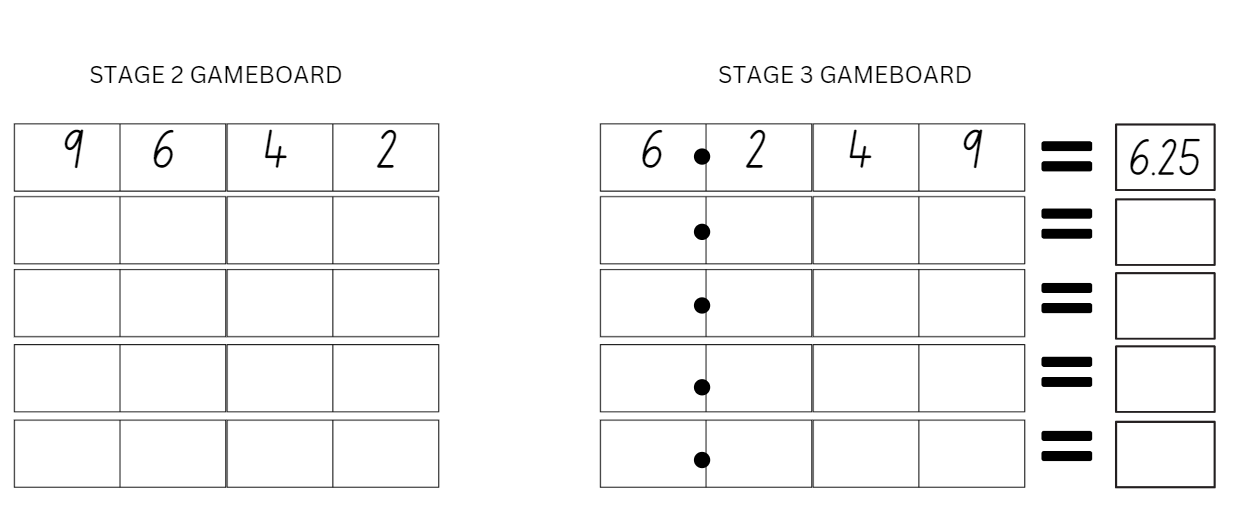 STAGE 2 GAMEBOARD
9 6 4 2
STAGE 3 GAMEBOARD
6 . 2 4 9 = 6.25
. =
. =
. =
. =